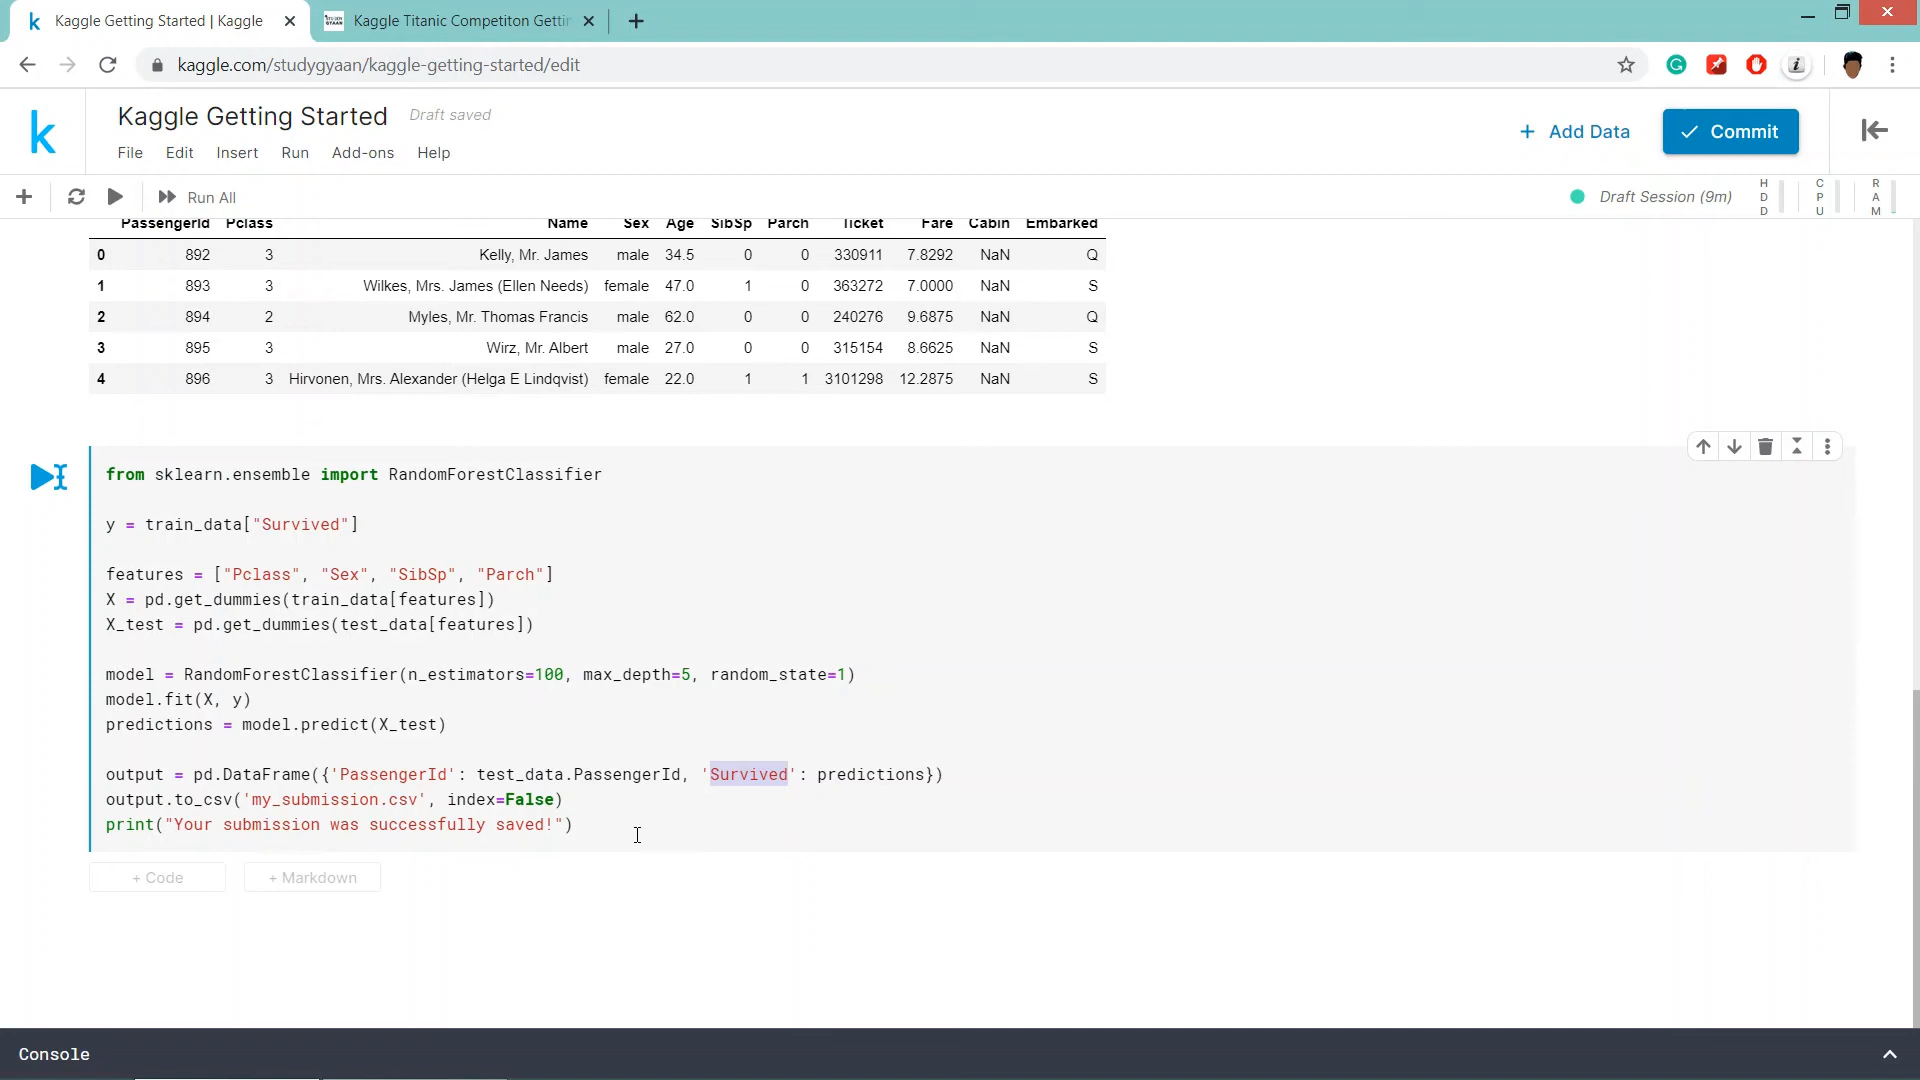 Kaggle Getting Started | Kaggle
Kaggle Titanic Competiton Gettin
kaggle.com/studygyaan/kaggle-getting-started/edit
Kaggle Getting Started Draft saved
File Edit Insert Run Add-ons Help
+ Add Data
Commit
Run All
Draft Session (9m)
HDD
CPU
RAM
PassengerId Pclass Name Sex Age SibSp Parch Ticket Fare Cabin Embarked
0 892 3 Kelly, Mr. James male 34.5 0 0 330911 7.8292 NaN Q
1 893 3 Wilkes, Mrs. James (Ellen Needs) female 47.0 1 0 363272 7.0000 NaN S
2 894 2 Myles, Mr. Thomas Francis male 62.0 0 0 240276 9.6875 NaN Q
3 895 3 Wirz, Mr. Albert male 27.0 0 0 315154 8.6625 NaN S
4 896 3 Hirvonen, Mrs. Alexander (Helga E Lindqvist) female 22.0 1 1 3101298 12.2875 NaN S
from sklearn.ensemble import RandomForestClassifier
y = train_data["Survived"]
features = ["Pclass", "Sex", "SibSp", "Parch"]
X = pd.get_dummies(train_data[features])
X_test = pd.get_dummies(test_data[features])
model = RandomForestClassifier(n_estimators=100, max_depth=5, random_state=1)
model.fit(X, y)
predictions = model.predict(X_test)
output = pd.DataFrame({'PassengerId': test_data.PassengerId, 'Survived': predictions})
output.to_csv('my_submission.csv', index=False)
print("Your submission was successfully saved!")
+ Code + Markdown
Console